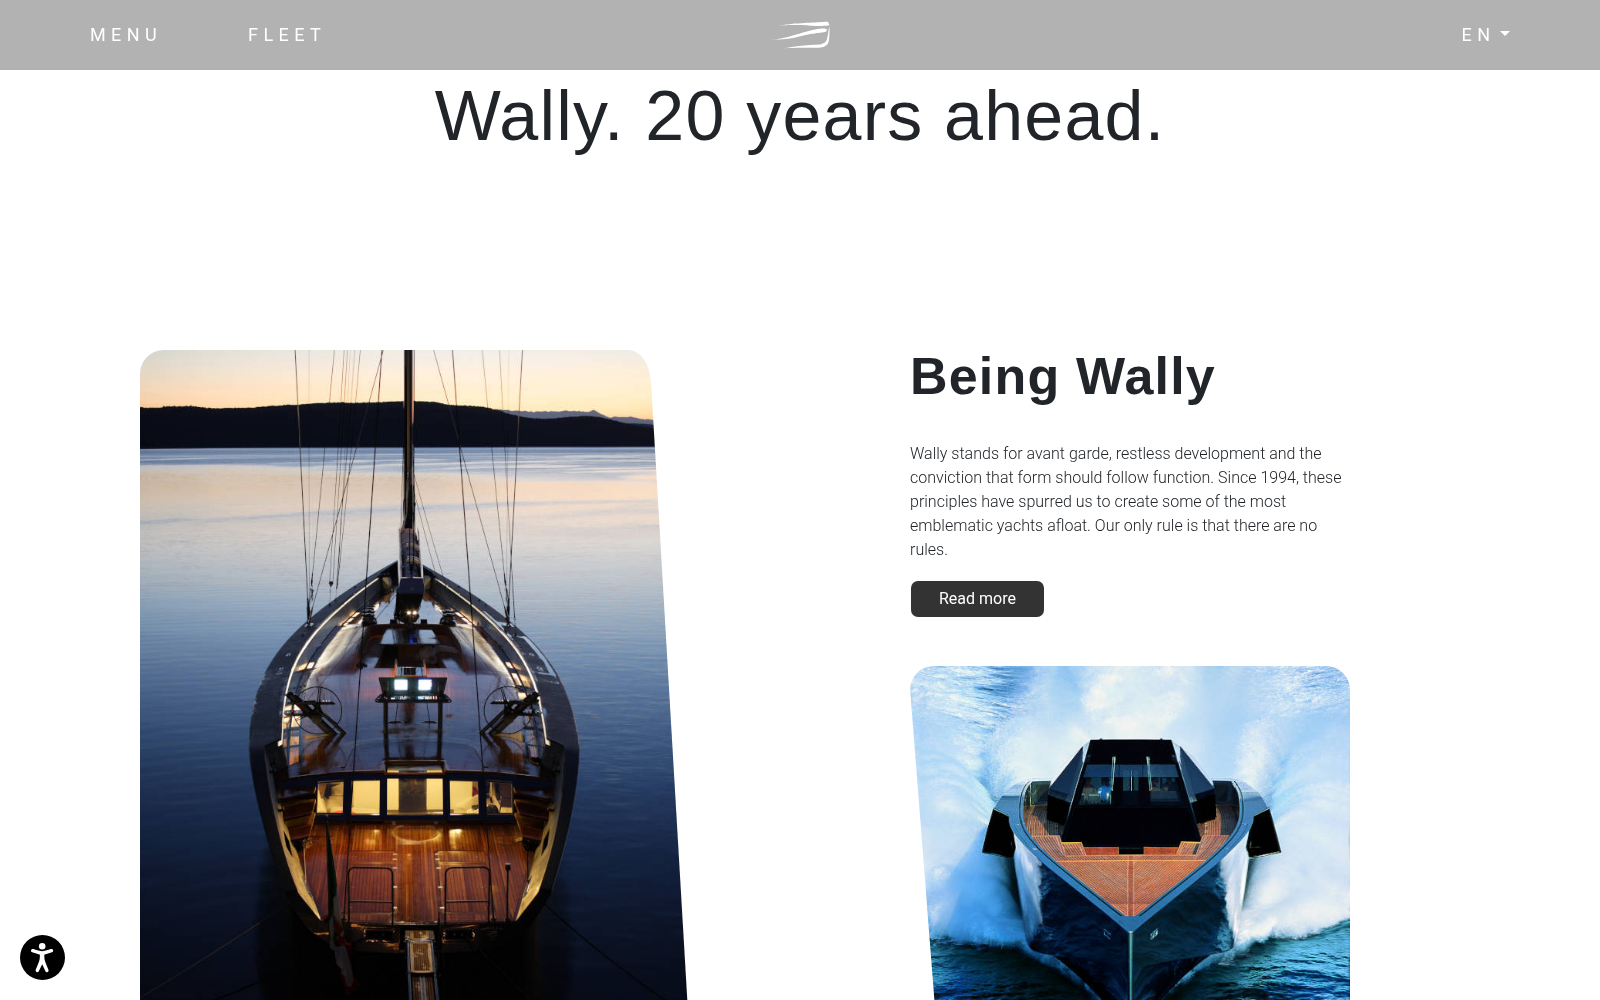 MENU
FLEET
EN
Wally. 20 years ahead.
Being Wally
Wally stands for avant garde, restless development and the
conviction that form should follow function. Since 1994, these
principles have spurred us to create some of the most
emblematic yachts afloat. Our only rule is that there are no
rules.
Read more